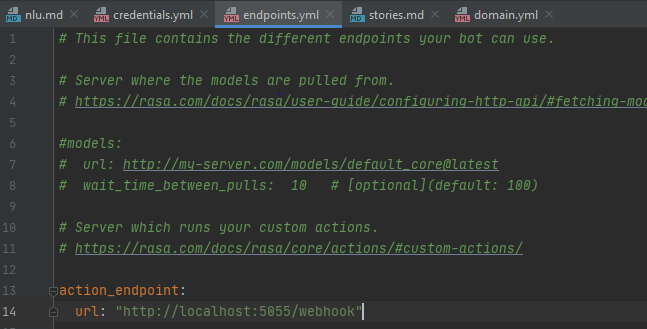 nlu.md credentials.yml endpoints.yml stories.md domain.yml
1 # This file contains the different endpoints your bot can use.
2
3 # Server where the models are pulled from.
4 # https://rasa.com/docs/rasa/user-guide/configuring-http-api/#fetching-mod
5
6 #models:
7 #  url: http://my-server.com/models/default_core@latest
8 #  wait_time_between_pulls:  10   # [optional](default: 100)
9
10 # Server which runs your custom actions.
11 # https://rasa.com/docs/rasa/core/actions/#custom-actions/
12
13 action_endpoint:
14   url: "http://localhost:5055/webhook"